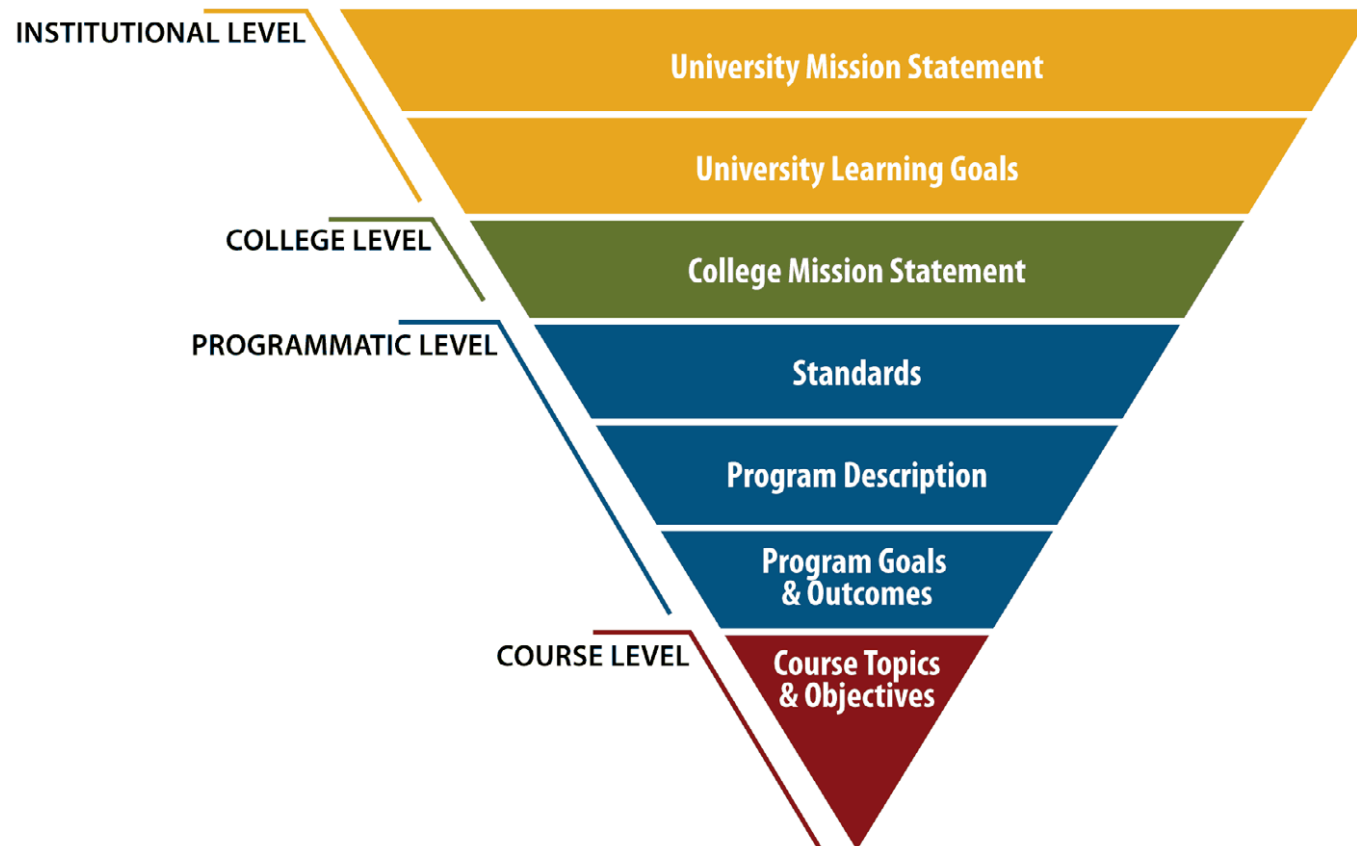 INSTITUTIONAL LEVEL
University Mission Statement
University Learning Goals
COLLEGE LEVEL
College Mission Statement
PROGRAMMATIC LEVEL
Standards
Program Description
Program Goals
& Outcomes
COURSE LEVEL
Course Topics
& Objectives